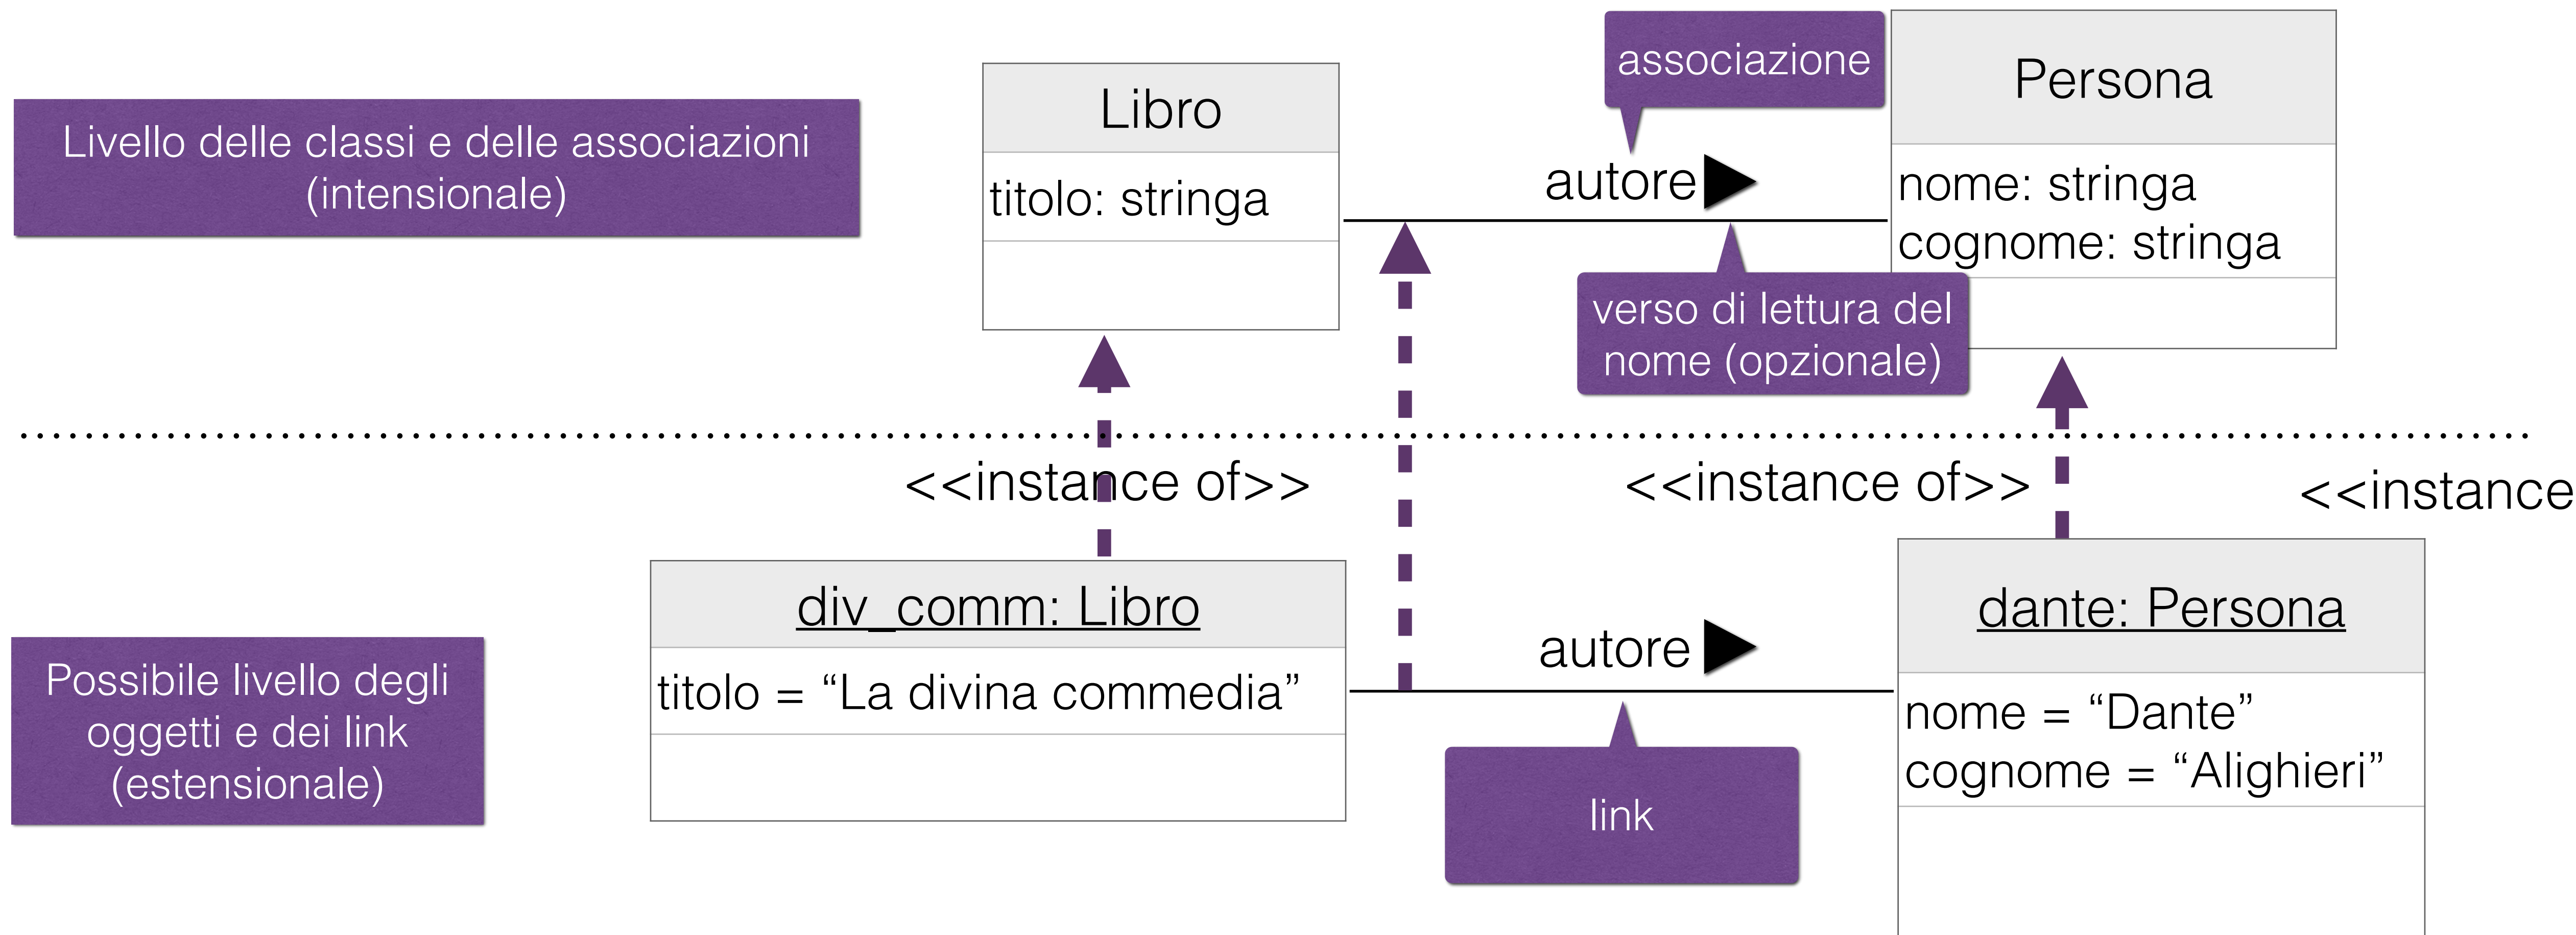 Livello delle classi e delle associazioni
(intensionale)
Libro
titolo: stringa
associazione
autore
verso di lettura del
nome (opzionale)
Persona
nome: stringa
cognome: stringa
<<instance of>>
<<instance of>>
<<instance
Possibile livello degli
oggetti e dei link
(estensionale)
div_comm: Libro
titolo = “La divina commedia”
autore
link
dante: Persona
nome = “Dante”
cognome = “Alighieri”